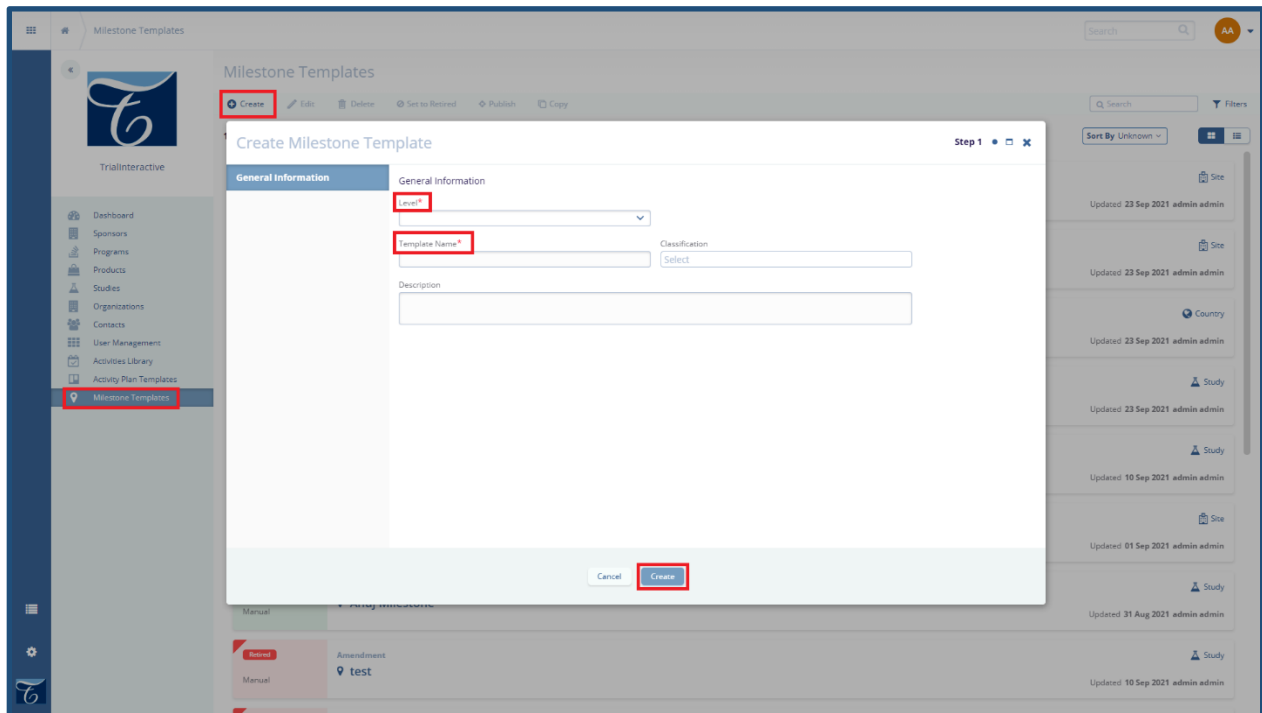 Milestone Templates
Search
AA
Trialinteractive
Dashboard
Sponsors
Programs
Products
Studies
Organizations
Contacts
User Management
Activities Library
Activity Plan Templates
Milestone Templates
Milestone Templates
Create Edit Delete Set to Retired Publish Copy
Search
Filters
Sort By Unknown
Create Milestone Template
Step 1
General Information
General Information
Level*
Template Name*
Classification
Select
Description
Cancel
Create
Site
Updated 23 Sep 2021 admin admin
Site
Updated 23 Sep 2021 admin admin
Country
Updated 23 Sep 2021 admin admin
Study
Updated 23 Sep 2021 admin admin
Study
Updated 10 Sep 2021 admin admin
Site
Updated 01 Sep 2021 admin admin
Study
Manual
Updated 31 Aug 2021 admin admin
Retired
Amendment
Study
test
Manual
Updated 10 Sep 2021 admin admin